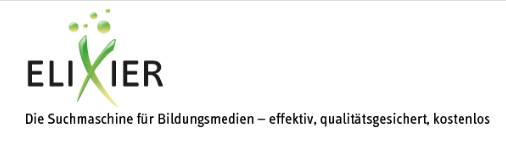 ELIXIER
Die Suchmaschine für Bildungsmedien – effektiv, qualitätsgesichert, kostenlos